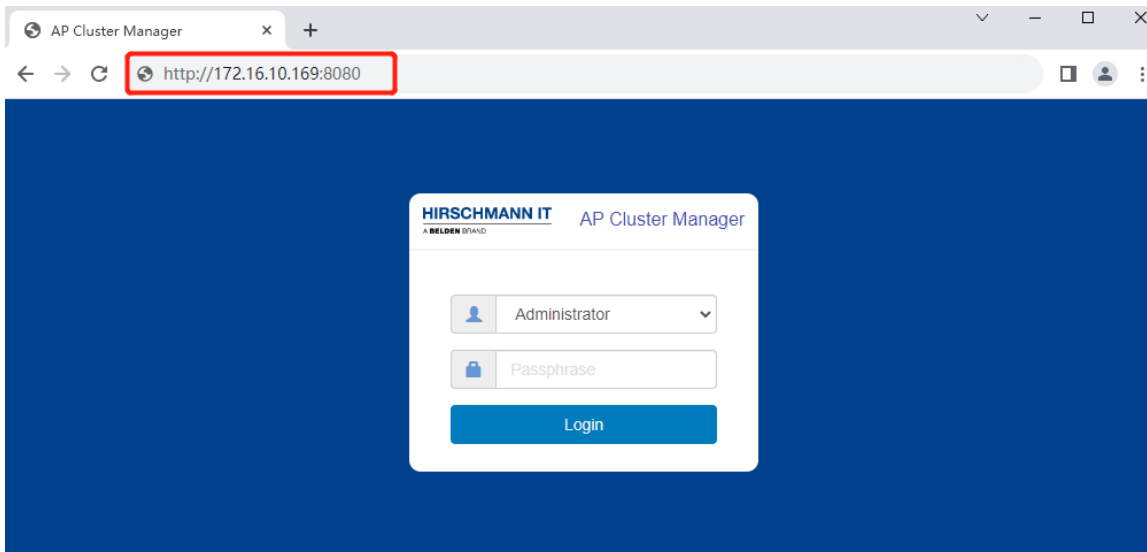 AP Cluster Manager
http://172.16.10.169:8080
HIRSCHMANN IT AP Cluster Manager
A BELDEN BRAND
Administrator
Passphrase
Login